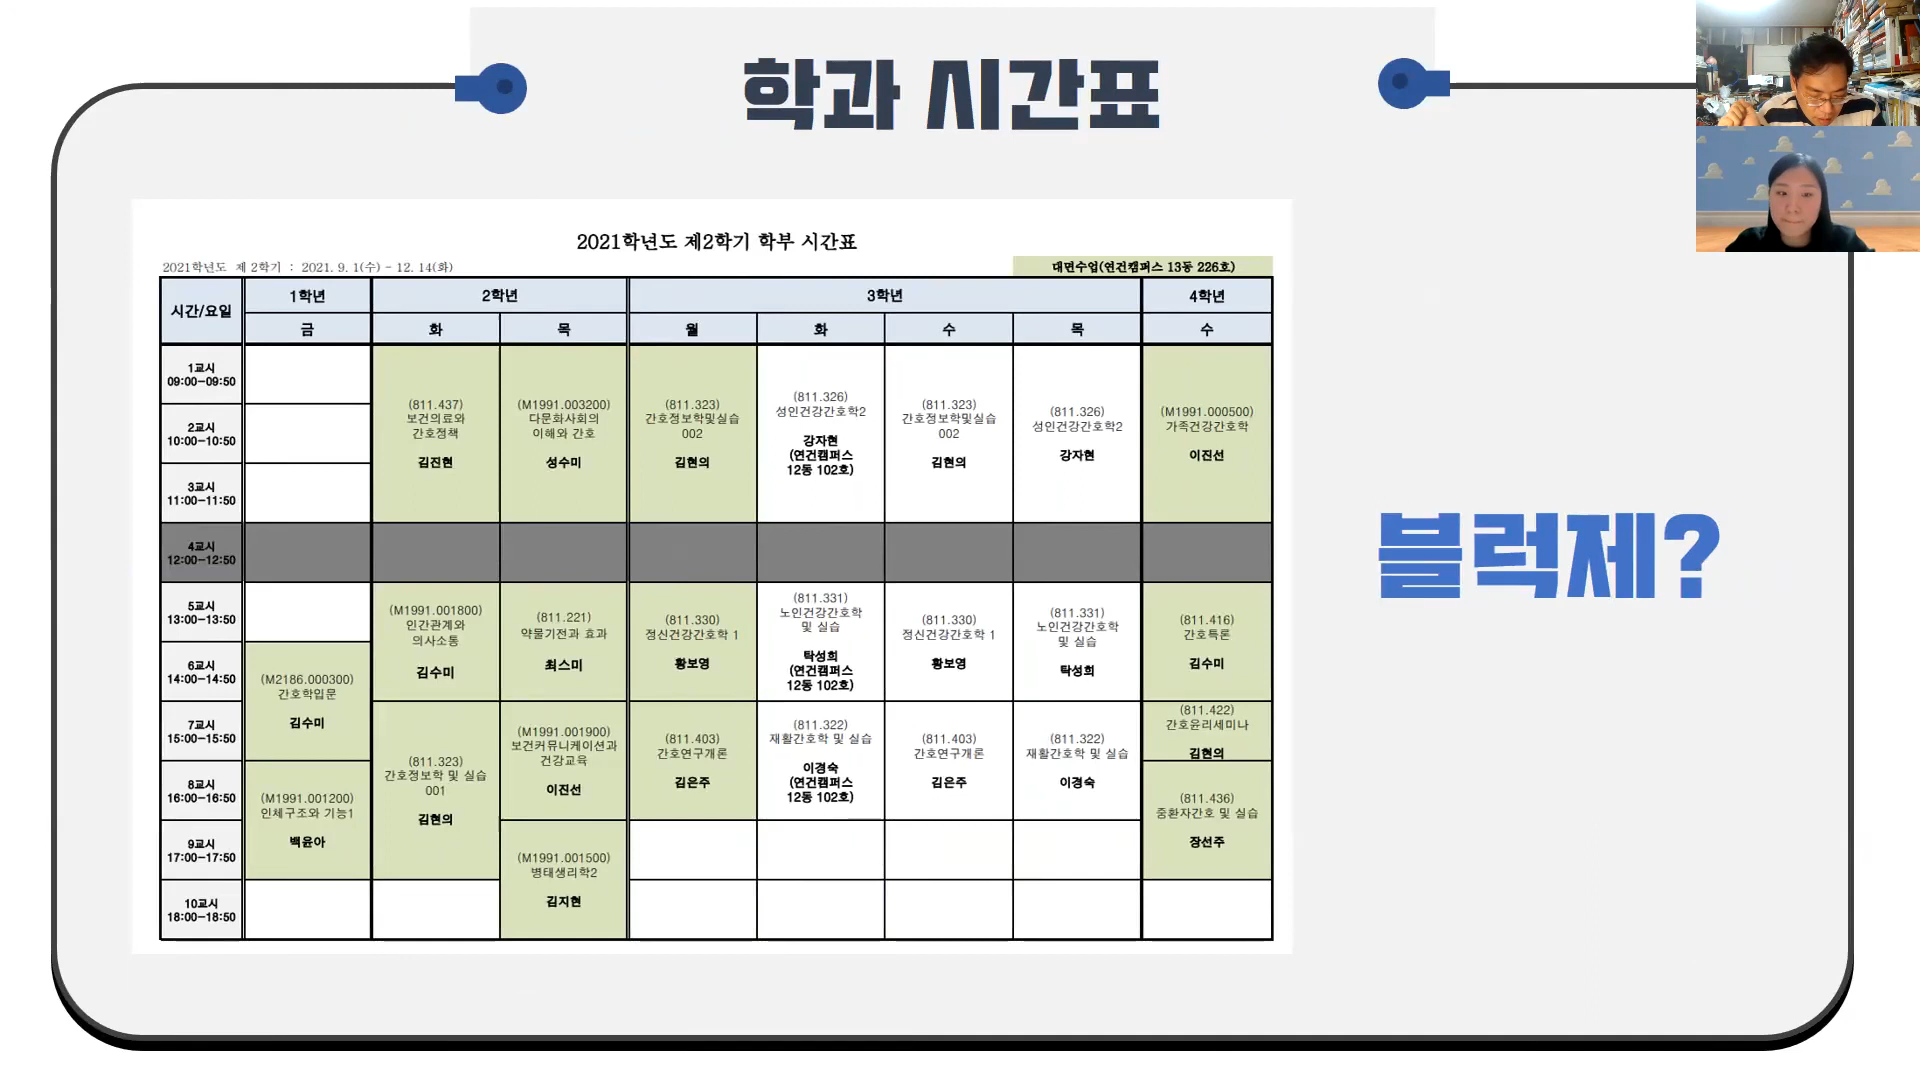 학과 시간표
2021학년도 제2학기 학부 시간표
2021학년도 제 2학기 : 2021. 9. 1(수) - 12. 14(화)
대면수업(연건캠퍼스 13동 226호)
시간/요일
1학년
2학년
3학년
4학년
금
화
목
월
화
수
목
수
1교시
09:00-09:50
2교시
10:00-10:50
3교시
11:00-11:50
(811.437)
보건의료와
간호정책
김진현
(M1991.003200)
다문화사회의
이해와 간호
성수미
(811.323)
간호정보학및실습
002
김현의
(811.326)
성인건강간호학2
강자현
(연건캠퍼스
12동 102호)
(811.323)
간호정보학및실습
002
김현의
(811.326)
성인건강간호학2
강자현
(M1991.000500)
가족건강간호학
이진선
4교시
12:00-12:50
5교시
13:00-13:50
6교시
14:00-14:50
7교시
15:00-15:50
8교시
16:00-16:50
9교시
17:00-17:50
10교시
18:00-18:50
(M2186.000300)
간호학입문
김수미
(M1991.001200)
인체구조와 기능1
백윤아
(M1991.001800)
인간관계와
의사소통
김수미
(811.323)
간호정보학 및 실습
001
김현의
(811.221)
약물기전과 효과
최스미
(M1991.001900)
보건커뮤니케이션과
건강교육
이진선
(M1991.001500)
병태생리학2
김지현
(811.330)
정신건강간호학 1
황보영
(811.403)
간호연구개론
김은주
(811.331)
노인건강간호학
및 실습
탁성희
(연건캠퍼스
12동 102호)
(811.322)
재활간호학 및 실습
이경숙
(연건캠퍼스
12동 102호)
(811.330)
정신건강간호학 1
황보영
(811.403)
간호연구개론
김은주
(811.331)
노인건강간호학
및 실습
탁성희
(811.322)
재활간호학 및 실습
이경숙
(811.416)
간호특론
김수미
(811.422)
간호윤리세미나
김현의
(811.436)
중환자간호 및 실습
장선주
블럭제?